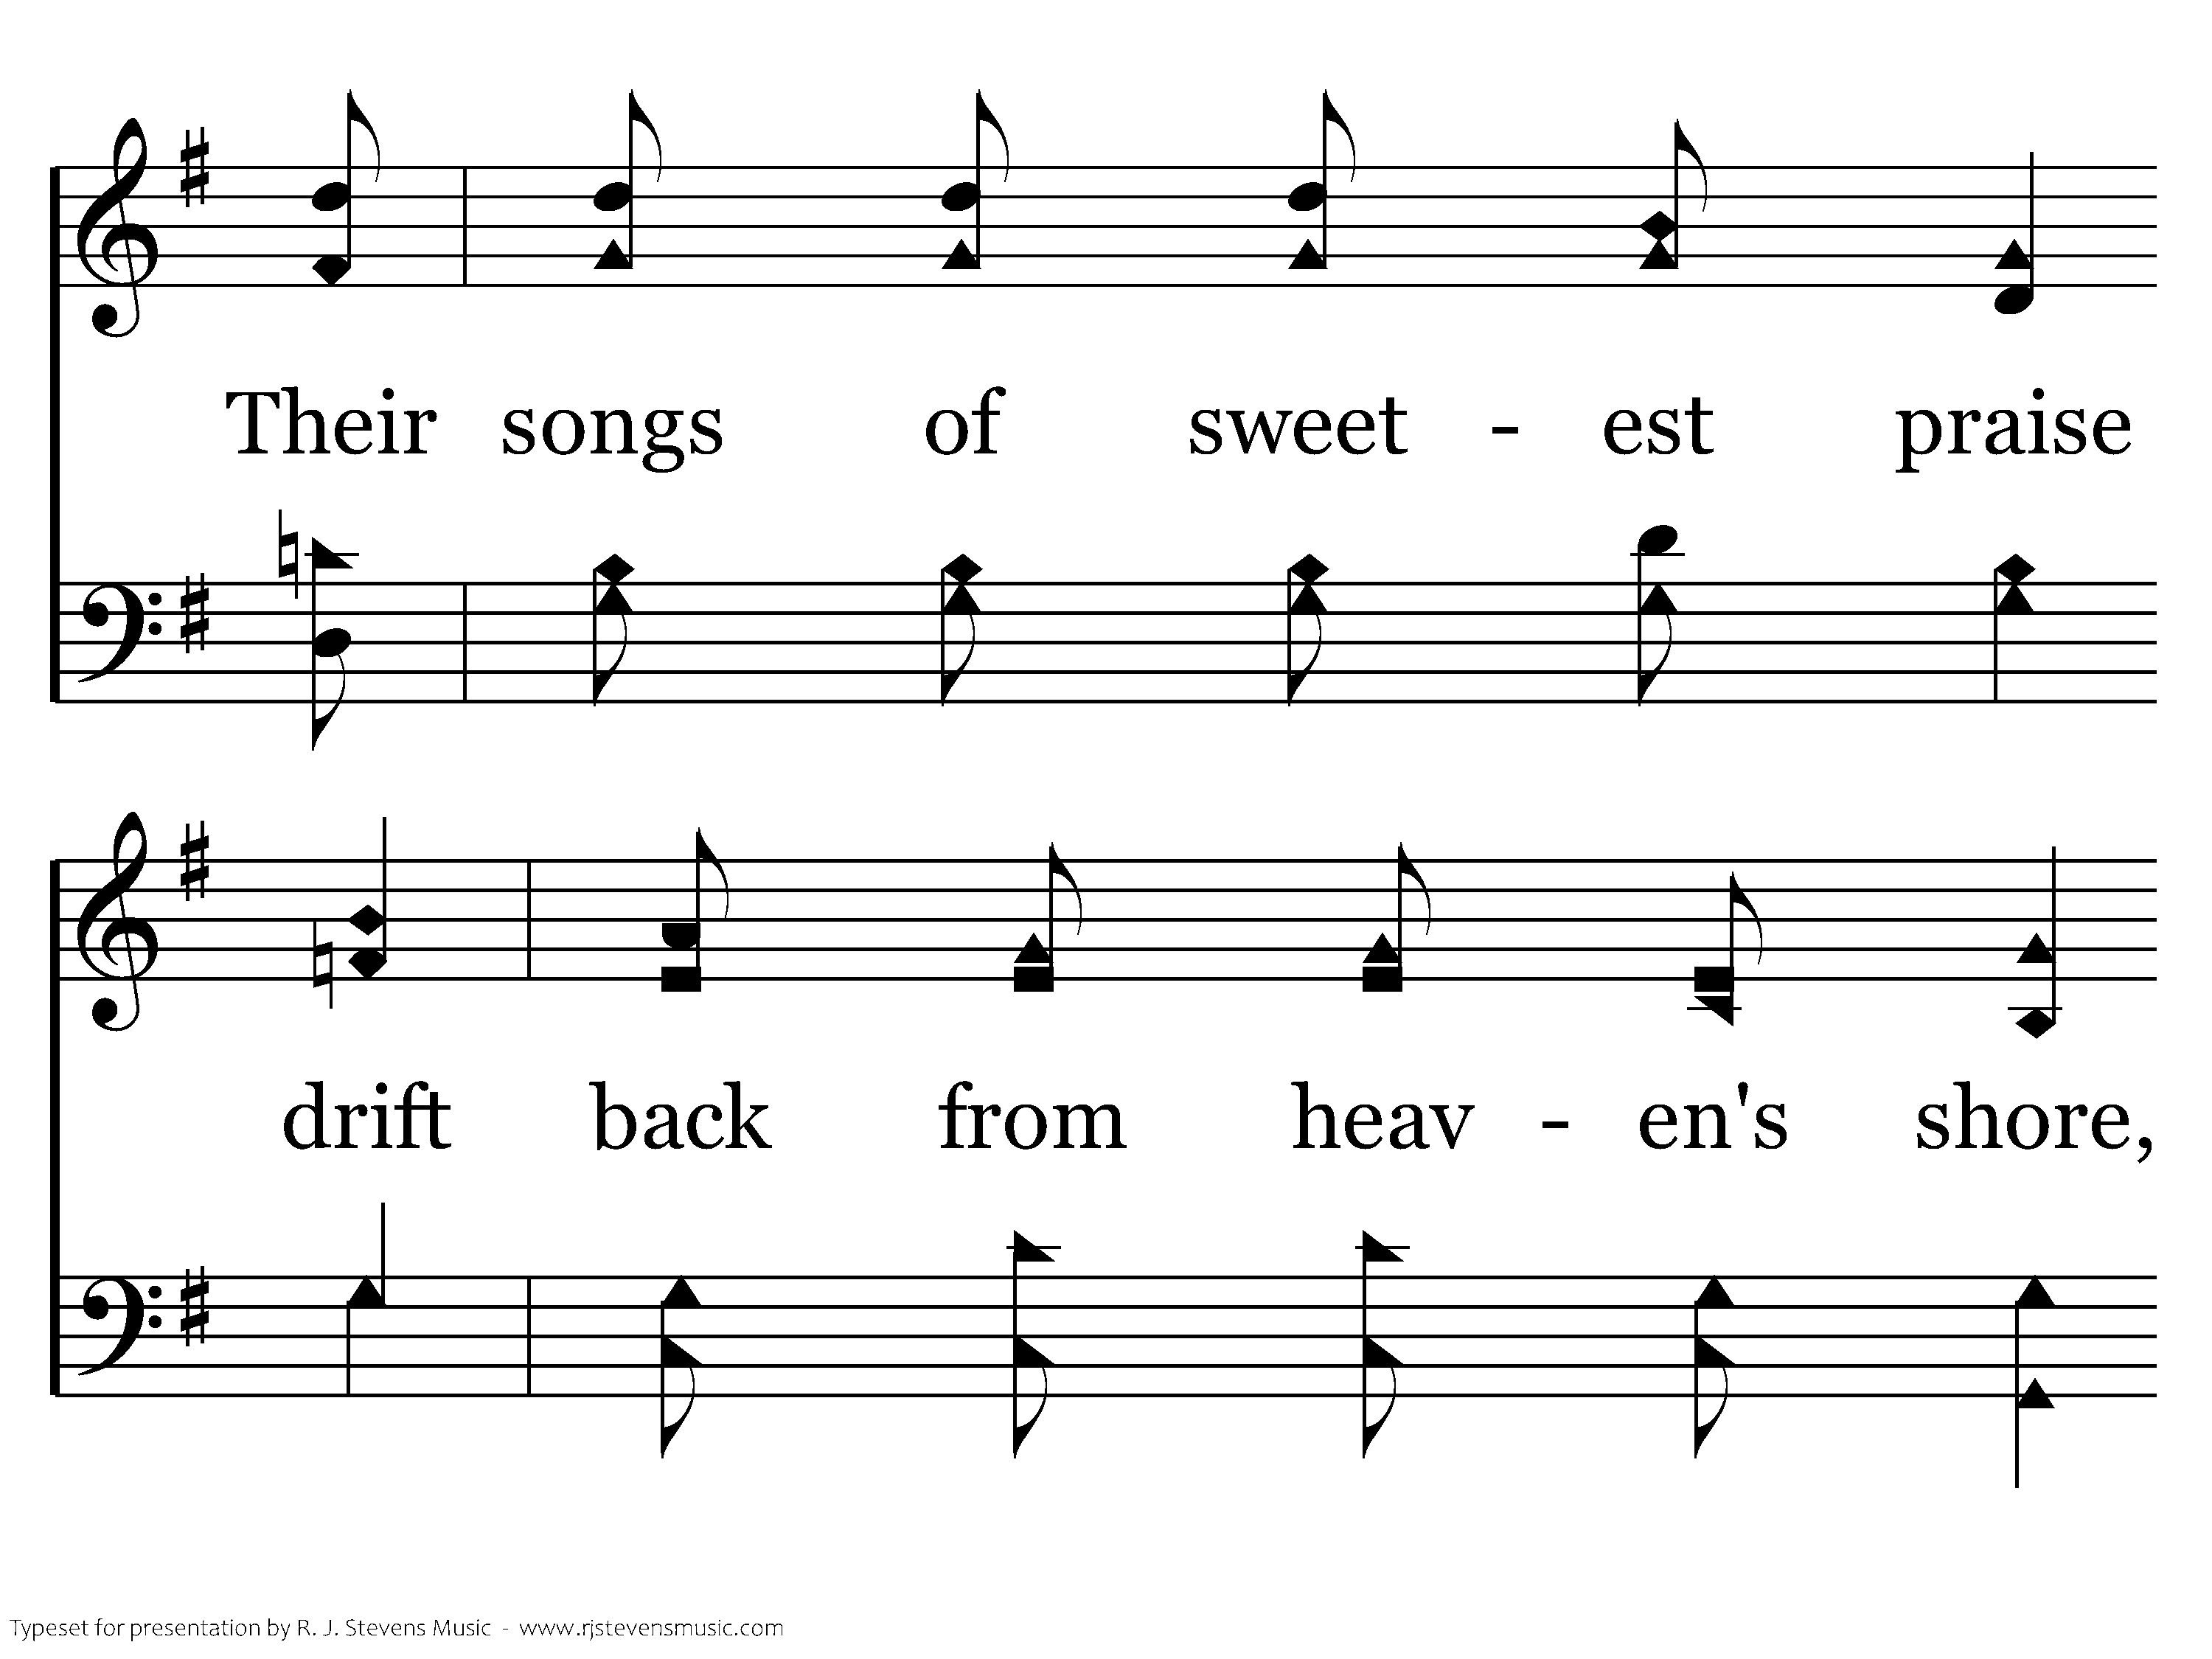 Their songs of sweet - est praise
drift back from heav - en's shore,
Typeset for presentation by R. J. Stevens Music - www.rjstevensmusic.com